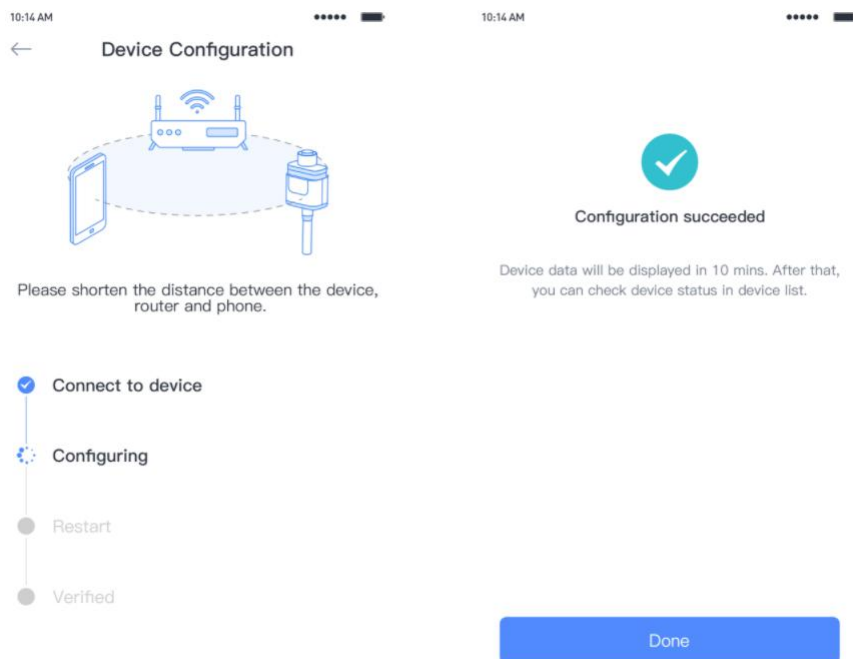 10:14 AM
Device Configuration
Please shorten the distance between the device,
router and phone.
Connect to device
Configuring
Restart
Verified
10:14 AM
Configuration succeeded
Device data will be displayed in 10 mins. After that,
you can check device status in device list.
Done